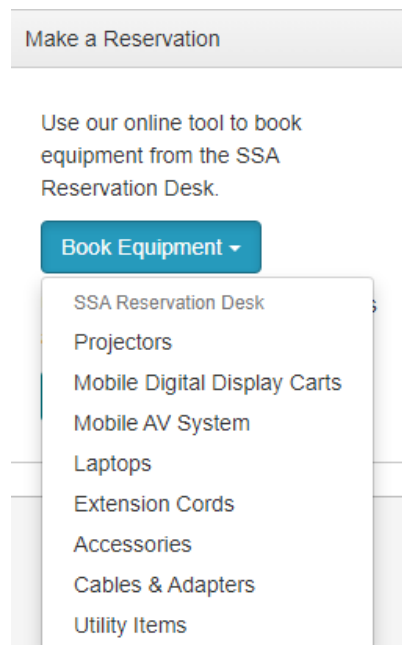 Make a Reservation
Use our online tool to book
equipment from the SSA
Reservation Desk.
Book Equipment
SSA Reservation Desk
Projectors
Mobile Digital Display Carts
Mobile AV System
Laptops
Extension Cords
Accessories
Cables & Adapters
Utility Items